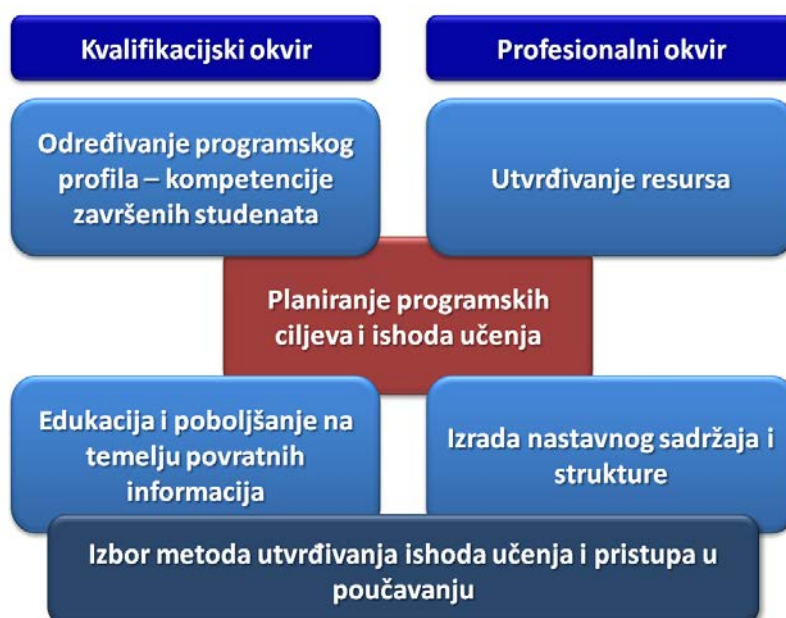 Kvalifikacijski okvir
Profesionalni okvir
Određivanje programskog
profila – kompetencije
završenih studenata
Utvrđivanje resursa
Planiranje programskih
ciljeva i ishoda učenja
Edukacija i poboljšanje na
temelju povratnih
informacija
Izrada nastavnog sadržaja i
strukture
Izbor metoda utvrđivanja ishoda učenja i pristupa u
poučavanju